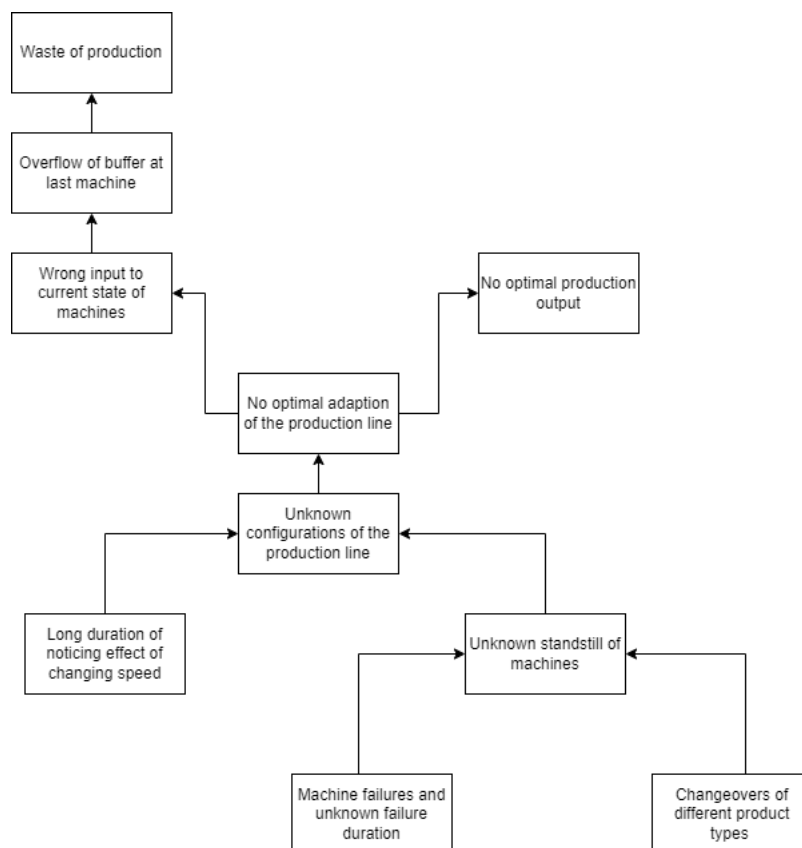 Waste of production
Overflow of buffer at
last machine
Wrong input to
current state of
machines
No optimal production
output
No optimal adaption
of the production line
Unknown
configurations of the
production line
Long duration of
noticing effect of
changing speed
Unknown standstill of
machines
Machine failures and
unknown failure
duration
Changeovers of
different product
types